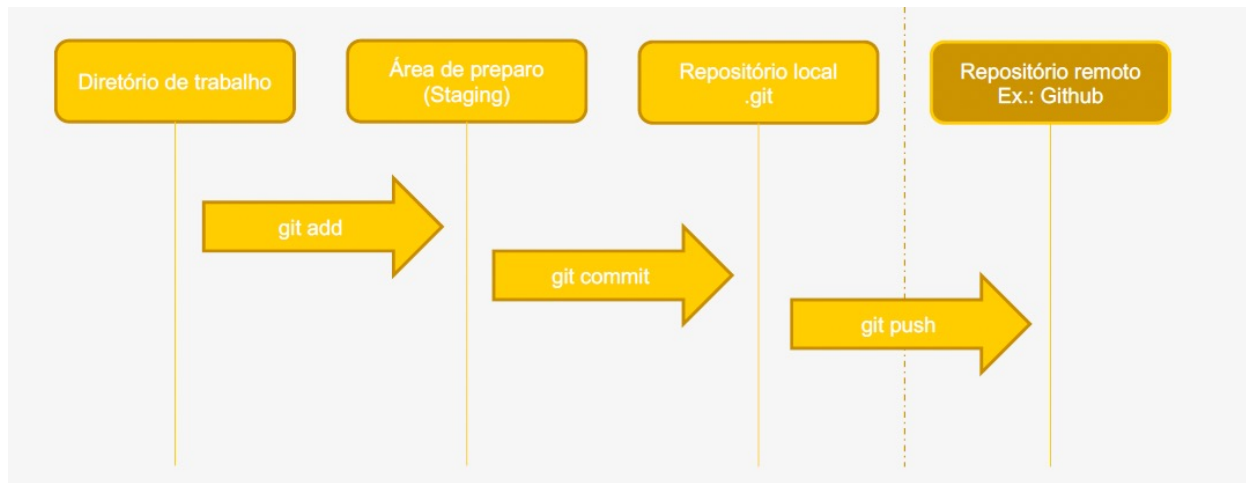 Diretório de trabalho
Área de preparo
(Staging)
Repositório local
.git
Repositório remoto
Ex.: Github
git add
git commit
git push